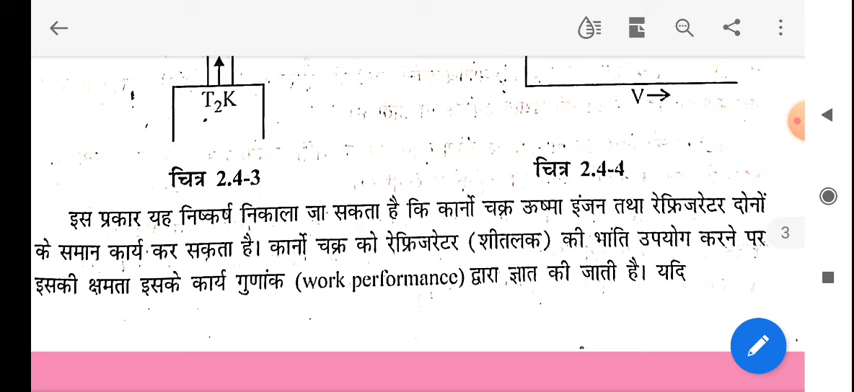 T₂K
V→
चित्र 2.4-3
चित्र 2.4-4
इस प्रकार यह निष्कर्ष निकाला जा सकता है कि कार्नो चक्र ऊष्मा इंजन तथा रेफ्रिजरेटर दोनों
के समान कार्य कर सकता है। कार्नो चक्र को रेफ्रिजरेटर (शीतलक) की भांति उपयोग करने पर
इसकी क्षमता इसके कार्य गुणांक (work performance) द्वारा ज्ञात की जाती है। यदि
3